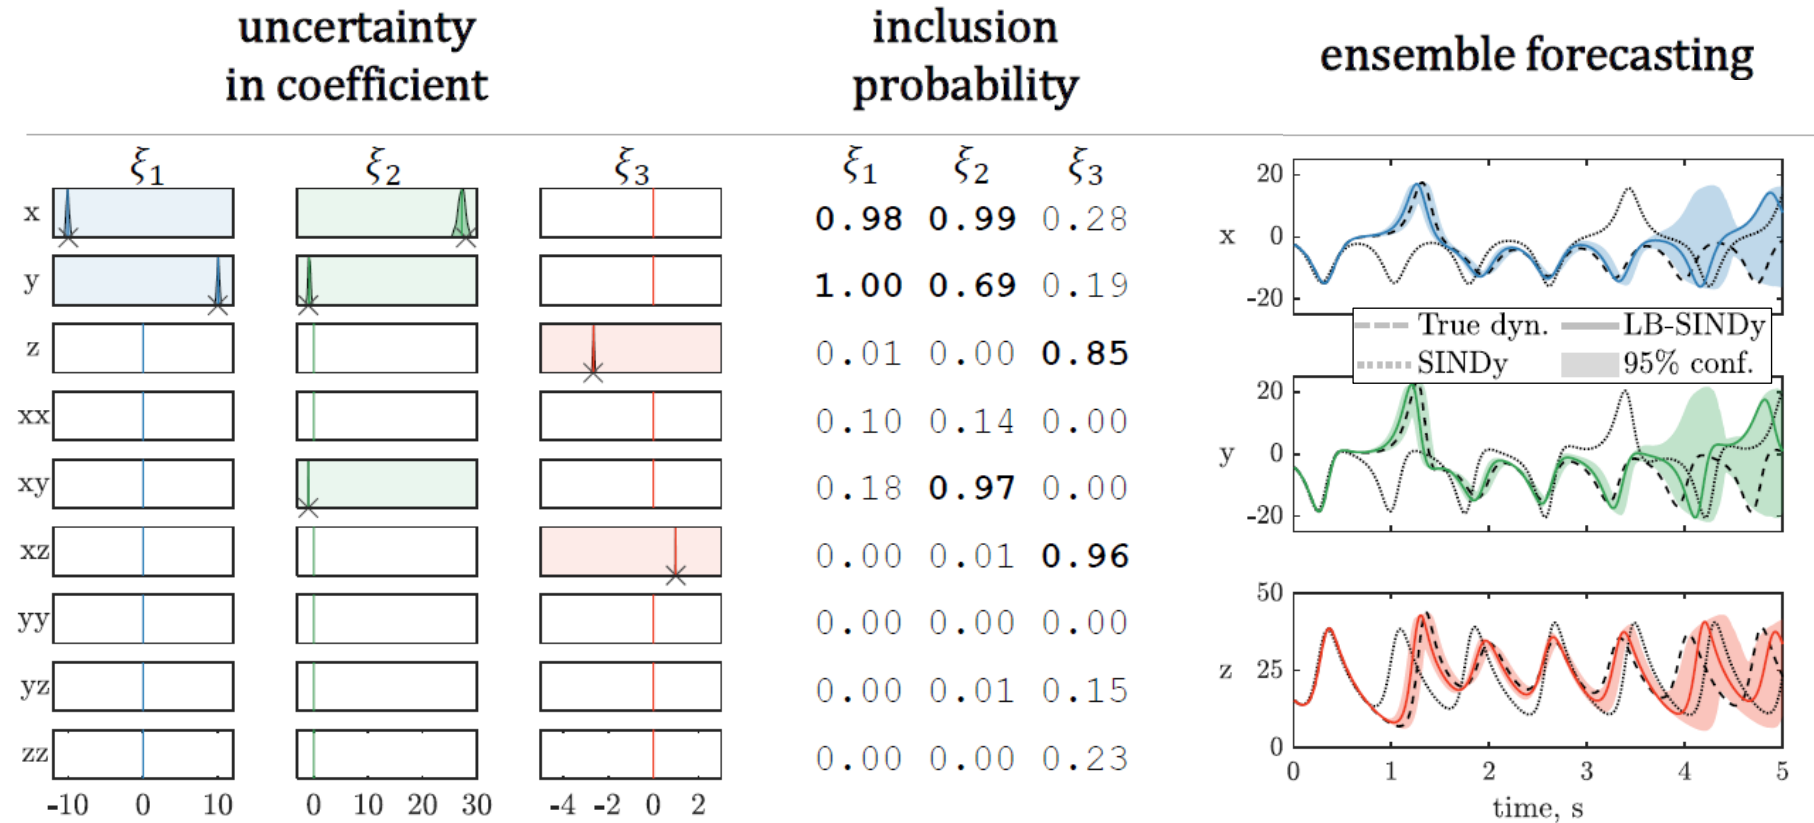 uncertainty
in coefficient
inclusion
probability
ensemble forecasting
ξ1 ξ2 ξ3
x
y
z
xx
xy
xz
yy
yz
zz
-10 0 10
0 10 20 30
-4 -2 0 2
ξ1 ξ2 ξ3
0.98 0.99 0.28
1.00 0.69 0.19
0.01 0.00 0.85
0.10 0.14 0.00
0.18 0.97 0.00
0.00 0.01 0.96
0.00 0.00 0.00
0.00 0.01 0.15
0.00 0.00 0.23
20
x 0
-20
True dyn. LB-SINDy
SINDy 95% conf.
20
y 0
-20
50
z 25
0
0 1 2 3 4 5
time, s